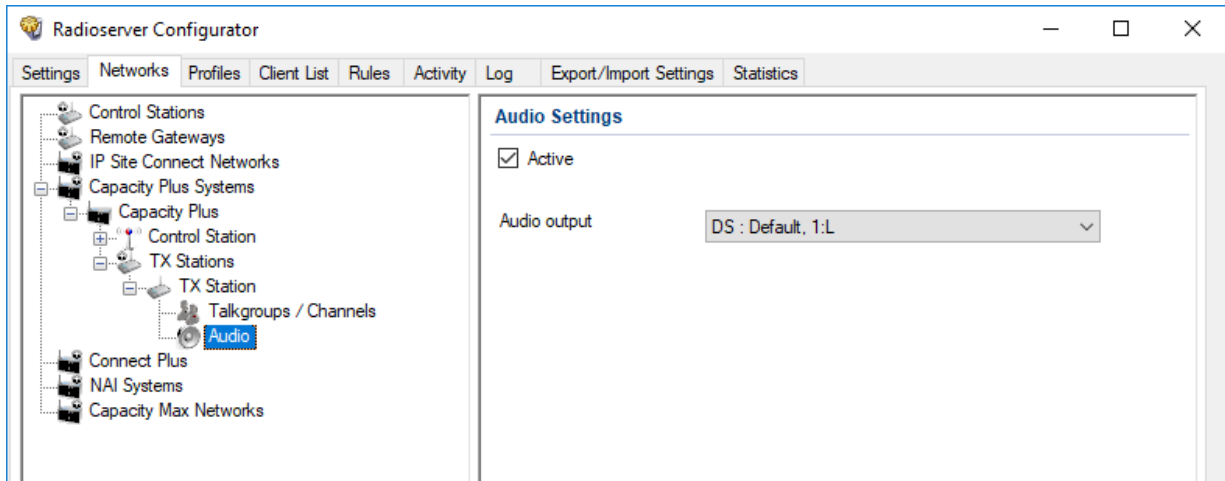 Radioserver Configurator
Settings Networks Profiles Client List Rules Activity Log Export/Import Settings Statistics
Control Stations
Remote Gateways
IP Site Connect Networks
Capacity Plus Systems
Capacity Plus
Control Station
TX Stations
TX Station
Talkgroups / Channels
Audio
Connect Plus
NAI Systems
Capacity Max Networks
Audio Settings
Active
Audio output DS : Default, 1:L